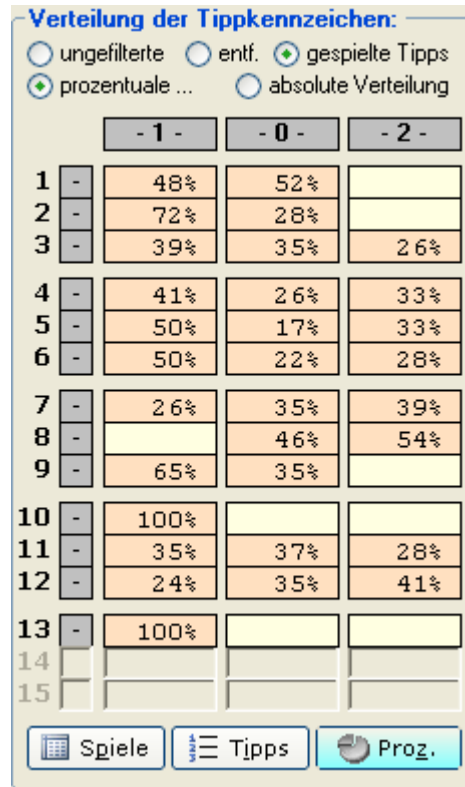 Verteilung der Tippkennzeichen:
ungefilterte entf. gespielte Tipps
prozentuale ... absolute Verteilung
- 1 - - 0 - - 2 -
1 - 48% 52%
2 - 72% 28%
3 - 39% 35% 26%
4 - 41% 26% 33%
5 - 50% 17% 33%
6 - 50% 22% 28%
7 - 26% 35% 39%
8 - 46% 54%
9 - 65% 35%
10 - 100%
11 - 35% 37% 28%
12 - 24% 35% 41%
13 - 100%
14
15
Spiele Tipps Proz.